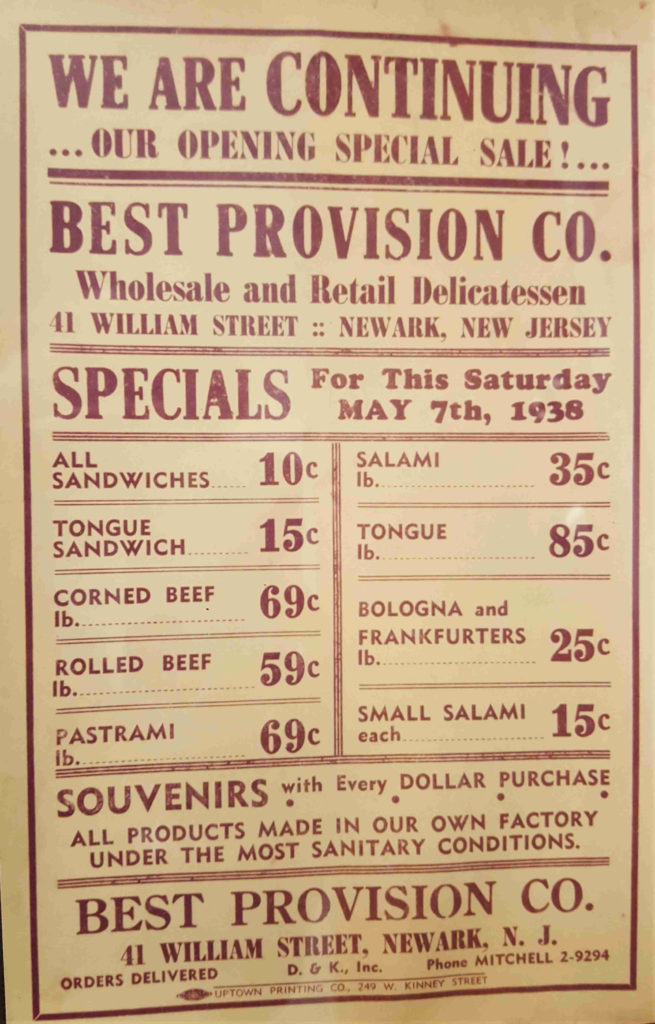 WE ARE CONTINUING
...OUR OPENING SPECIAL SALE!...
BEST PROVISION CO.
Wholesale and Retail Delicatessen
41 WILLIAM STREET :: NEWARK, NEW JERSEY
SPECIALS For This Saturday
MAY 7th, 1938
ALL
SANDWICHES..... 10c
TONGUE
SANDWICH......... 15c
CORNED BEEF
lb......................... 69c
ROLLED BEEF
lb......................... 59c
PASTRAMI
lb......................... 69c
SALAMI
lb......................... 35c
TONGUE
lb......................... 85c
BOLOGNA and
FRANKFURTERS
lb......................... 25c
SMALL SALAMI
each..................... 15c
SOUVENIRS with Every DOLLAR PURCHASE
ALL PRODUCTS MADE IN OUR OWN FACTORY
UNDER THE MOST SANITARY CONDITIONS.
BEST PROVISION CO.
41 WILLIAM STREET, NEWARK, N. J.
ORDERS DELIVERED D. & K., Inc. Phone MITCHELL 2-9294
UPTOWN PRINTING CO., 249 W. KINNEY STREET